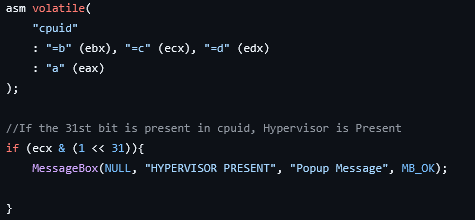 asm volatile(
"cpuid"
: "=b" (ebx), "=c" (ecx), "=d" (edx)
: "a" (eax)
);
//If the 31st bit is present in cpuid, Hypervisor is Present
if (ecx & (1 << 31)){
MessageBox(NULL, "HYPERVISOR PRESENT", "Popup Message", MB_OK);
}